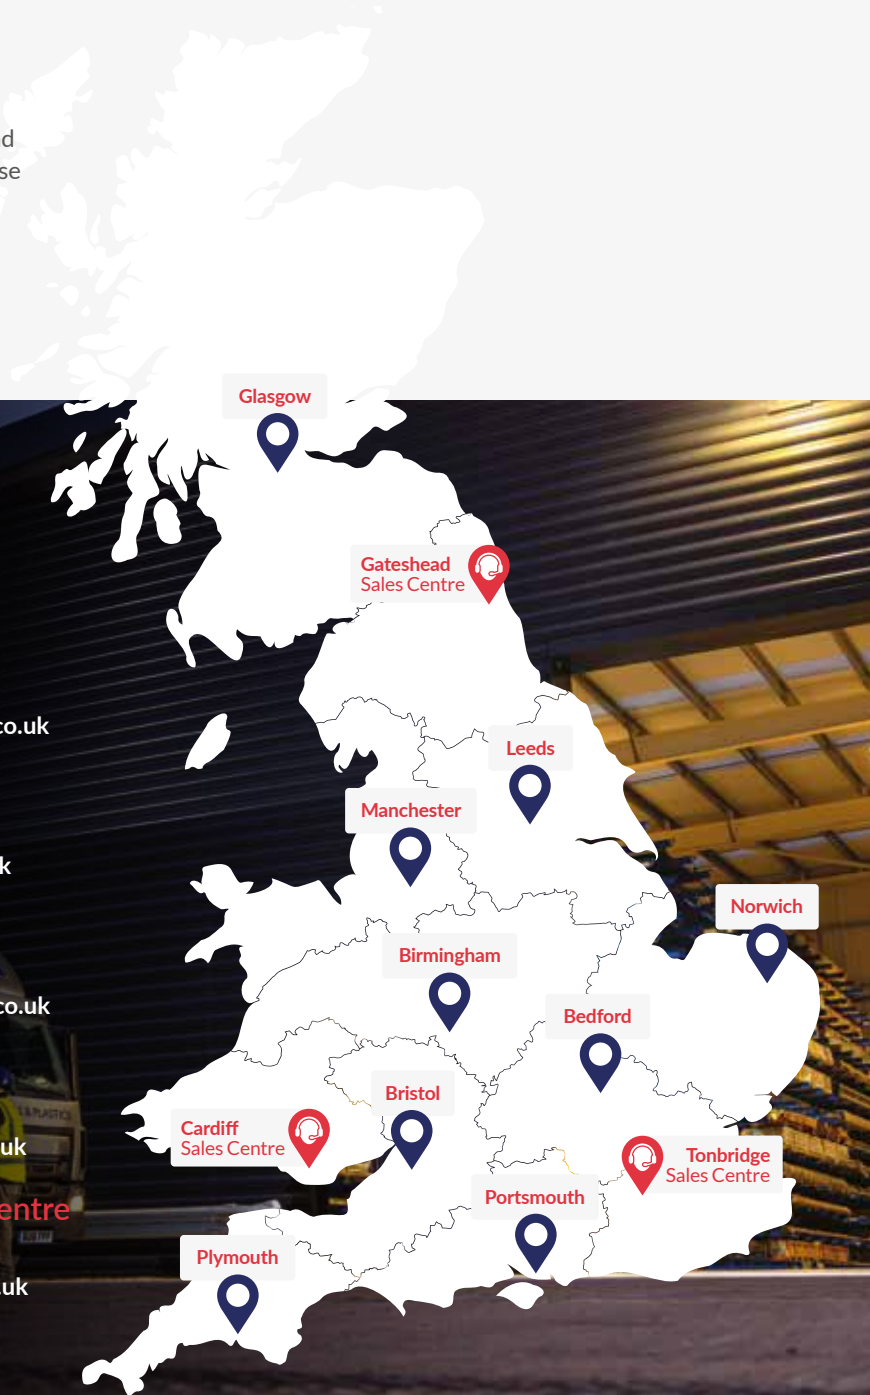 d
se
Glasgow
Gateshead
Sales Centre
co.uk
Leeds
Manchester
k
Norwich
Birmingham
co.uk
Bedford
Bristol
S & PLASTICS
Cardiff
Sales Centre
uk
Tonbridge
Sales Centre
entre
Portsmouth
Plymouth
.uk